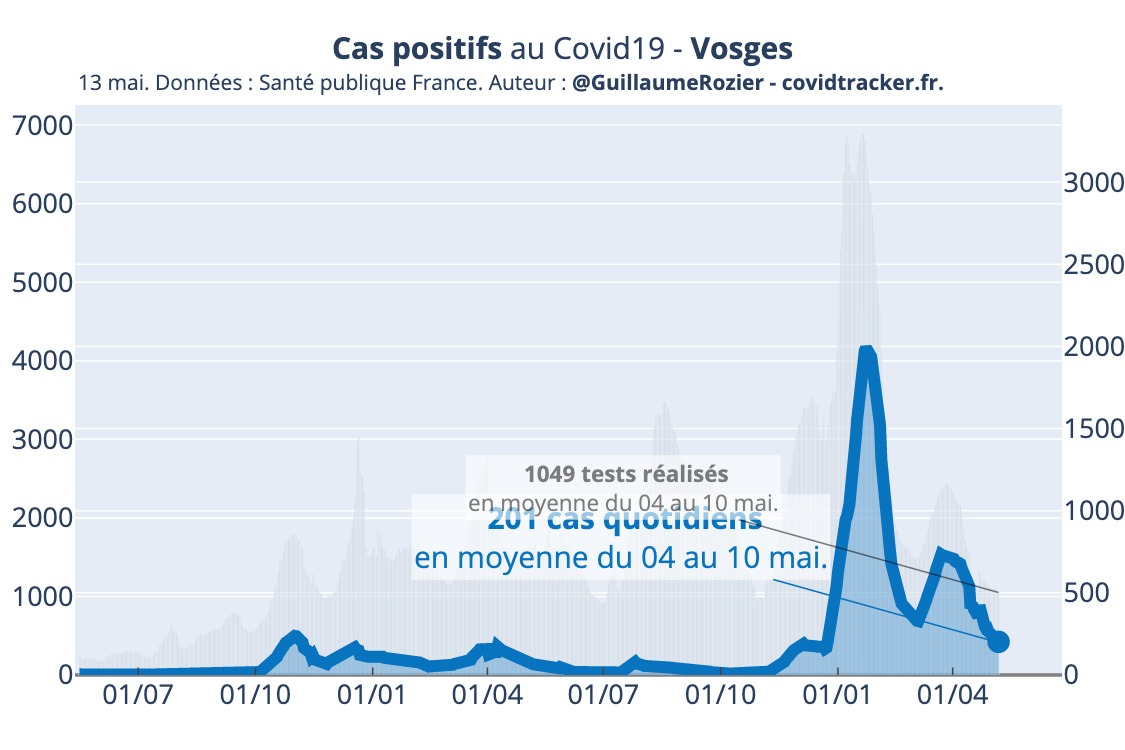 Cas positifs au Covid19 - Vosges
13 mai. Données : Santé publique France. Auteur : @GuillaumeRozier - covidtracker.fr.
7000
6000
5000
4000
3000
2000
1000
0
3000
2500
2000
1500
1000
500
0
1049 tests réalisés
en moyenne du 04 au 10 mai.
201 cas quotidiens
en moyenne du 04 au 10 mai.
01/07 01/10 01/01 01/04 01/07 01/10 01/01 01/04